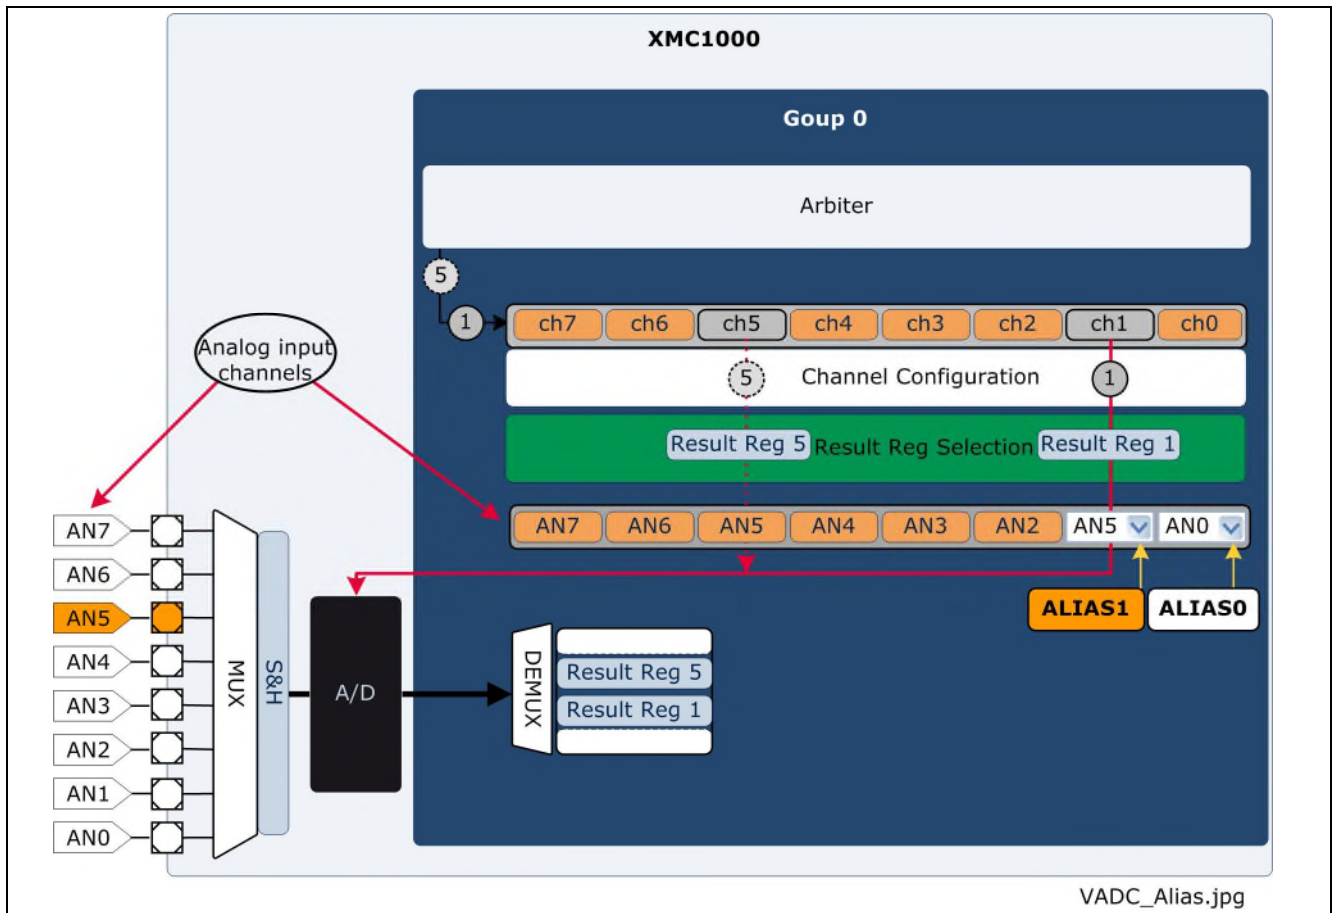 XMC1000
Goup 0
Arbiter
5
1
ch7 ch6 ch5 ch4 ch3 ch2 ch1 ch0
Analog input
channels
5 Channel Configuration 1
Result Reg 5 Result Reg Selection Result Reg 1
AN7 AN6 AN5 AN4 AN3 AN2 AN5 AN0
ALIAS1 ALIAS0
AN7
AN6
AN5
AN4
AN3
AN2
AN1
AN0
MUX
S&H
A/D
DEMUX
Result Reg 5
Result Reg 1
VADC_Alias.jpg